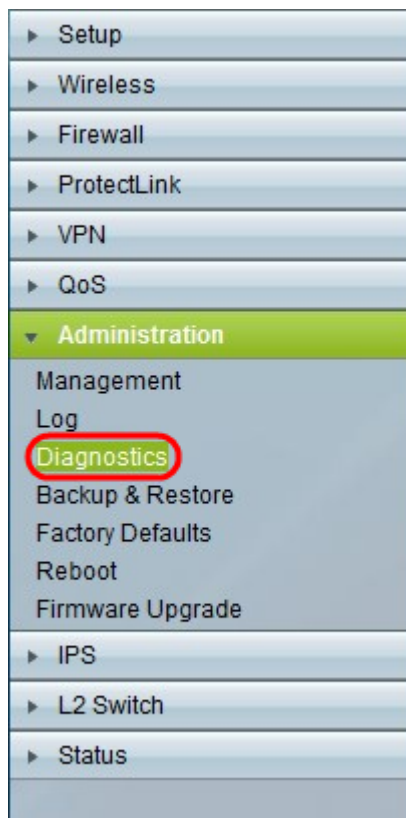 Setup
Wireless
Firewall
ProtectLink
VPN
QoS
Administration
Management
Log
Diagnostics
Backup & Restore
Factory Defaults
Reboot
Firmware Upgrade
IPS
L2 Switch
Status